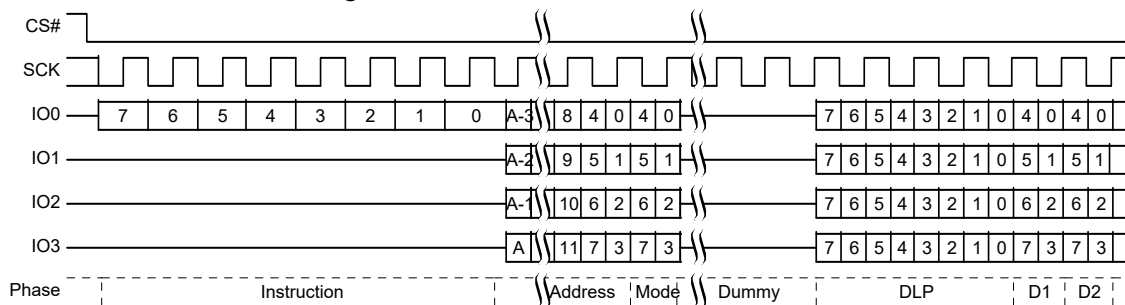 CS#
SCK
IO0 7 6 5 4 3 2 1 0 A-3 8 4 0 4 0 7 6 5 4 3 2 1 0 4 0 4 0
IO1 A-2 9 5 1 5 1 7 6 5 4 3 2 1 0 5 1 5 1
IO2 A-1 10 6 2 6 2 7 6 5 4 3 2 1 0 6 2 6 2
IO3 A 11 7 3 7 3 7 6 5 4 3 2 1 0 7 3 7 3
Phase Instruction Address Mode Dummy DLP D1 D2